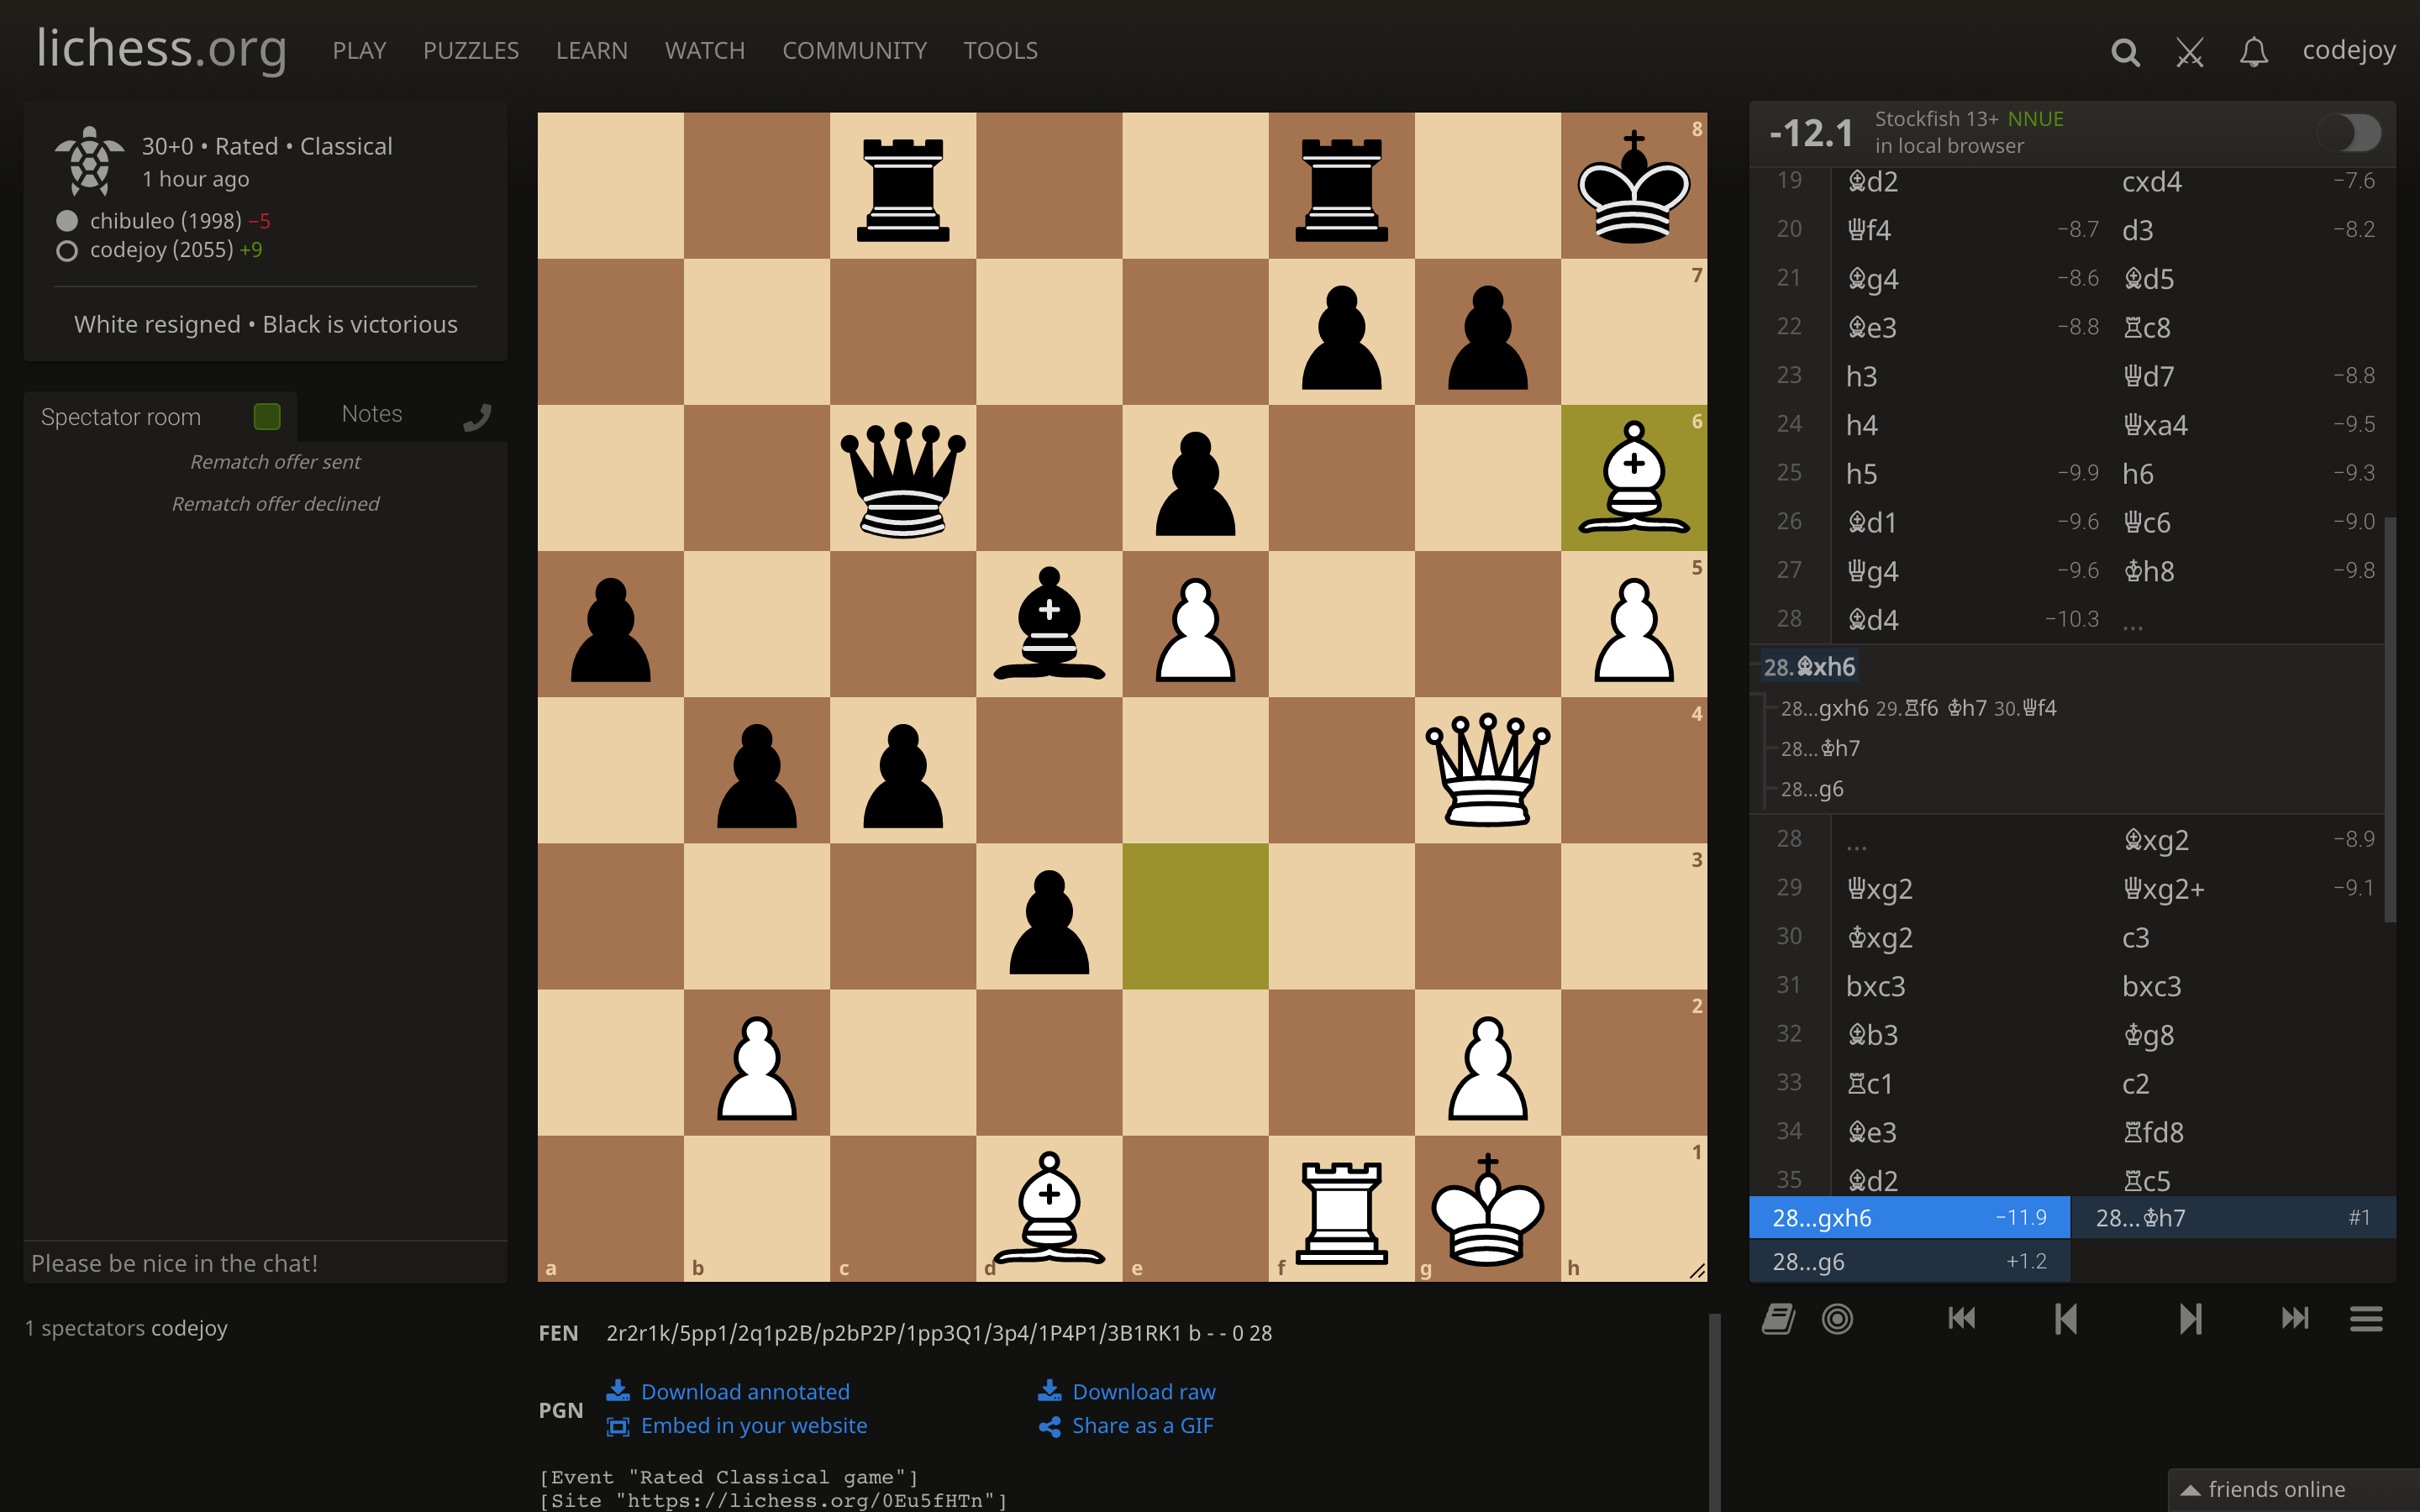 lichess.org PLAY PUZZLES LEARN WATCH COMMUNITY TOOLS codejoy
30+0 • Rated • Classical
1 hour ago
chibuleo (1998) −5
codejoy (2055) +9
White resigned • Black is victorious
Spectator room Notes
Rematch offer sent
Rematch offer declined
Please be nice in the chat!
1 spectators codejoy
8
7
6
5
4
3
2
1
a b c d e f g h
FEN 2r2r1k/5pp1/2q1p2B/p2bP2P/1pp3Q1/3p4/1P4P1/3B1RK1 b - - 0 28
PGN
Download annotated Download raw
Embed in your website Share as a GIF
[Event "Rated Classical game"]
[Site "https://lichess.org/0Eu5fHTn"]
-12.1 Stockfish 13+ NNUE
in local browser
19 ♗d2 cxd4 −7.6
20 ♕f4 −8.7 d3 −8.2
21 ♗g4 −8.6 ♗d5
22 ♗e3 −8.8 ♖c8
23 h3 ♕d7 −8.8
24 h4 ♕xa4 −9.5
25 h5 −9.9 h6 −9.3
26 ♗d1 −9.6 ♕c6 −9.0
27 ♕g4 −9.6 ♔h8 −9.8
28 ♗d4 −10.3 ...
28.♗xh6
28...gxh6 29.♖f6 ♔h7 30.♕f4
28...♔h7
28...g6
28 ... ♗xg2 −8.9
29 ♕xg2 ♕xg2+ −9.1
30 ♔xg2 c3
31 bxc3 bxc3
32 ♗b3 ♔g8
33 ♖c1 c2
34 ♗e3 ♖fd8
35 ♗d2 ♖c5
28...gxh6 −11.9 28...♔h7 #1
28...g6 +1.2
friends online